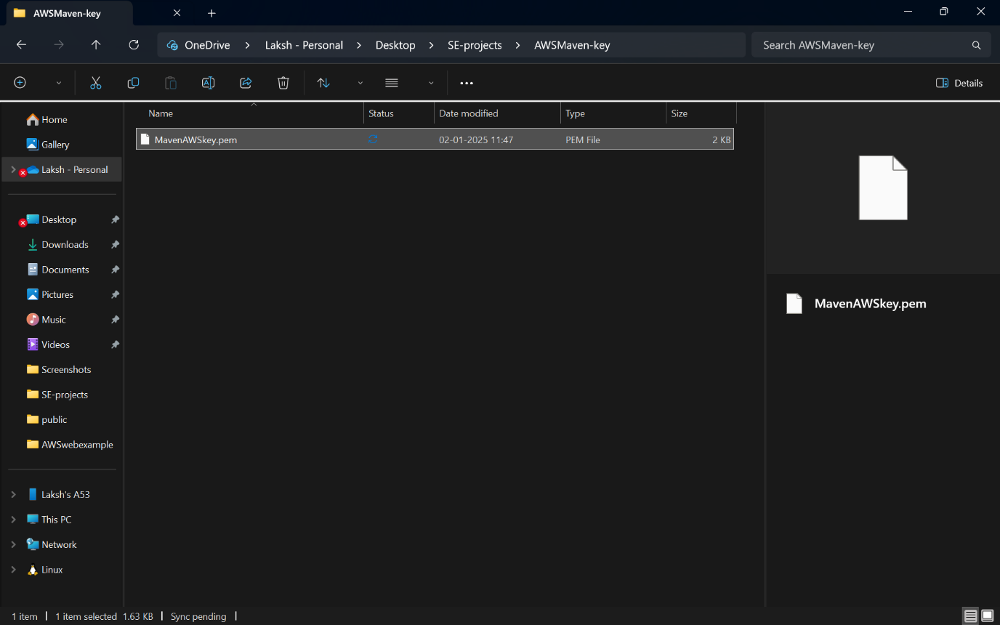 AWSMaven-key
OneDrive > Laksh - Personal > Desktop > SE-projects > AWSMaven-key
Search AWSMaven-key
Details
Name Status Date modified Type Size
MavenAWSkey.pem 02-01-2025 11:47 PEM File 2 KB
Home
Gallery
Laksh - Personal
Desktop
Downloads
Documents
Pictures
Music
Videos
Screenshots
SE-projects
public
AWSwebexample
Laksh's A53
This PC
Network
Linux
MavenAWSkey.pem
1 item | 1 item selected 1.63 KB | Sync pending |